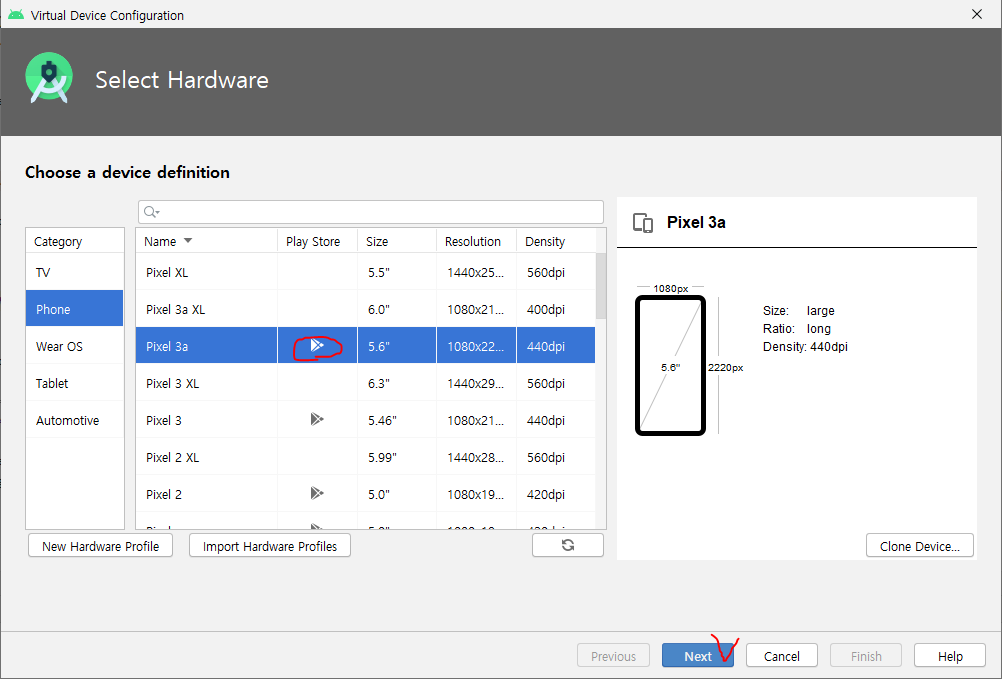 Virtual Device Configuration
Select Hardware
Choose a device definition
Category
TV
Phone
Wear OS
Tablet
Automotive
Name Play Store Size Resolution Density
Pixel XL 5.5" 1440x25... 560dpi
Pixel 3a XL 6.0" 1080x21... 400dpi
Pixel 3a 5.6" 1080x22... 440dpi
Pixel 3 XL 6.3" 1440x29... 560dpi
Pixel 3 5.46" 1080x21... 440dpi
Pixel 2 XL 5.99" 1440x28... 560dpi
Pixel 2 5.0" 1080x19... 420dpi
New Hardware Profile Import Hardware Profiles
Pixel 3a
1080px
5.6"
2220px
Size: large
Ratio: long
Density: 440dpi
Clone Device...
Previous Next Cancel Finish Help